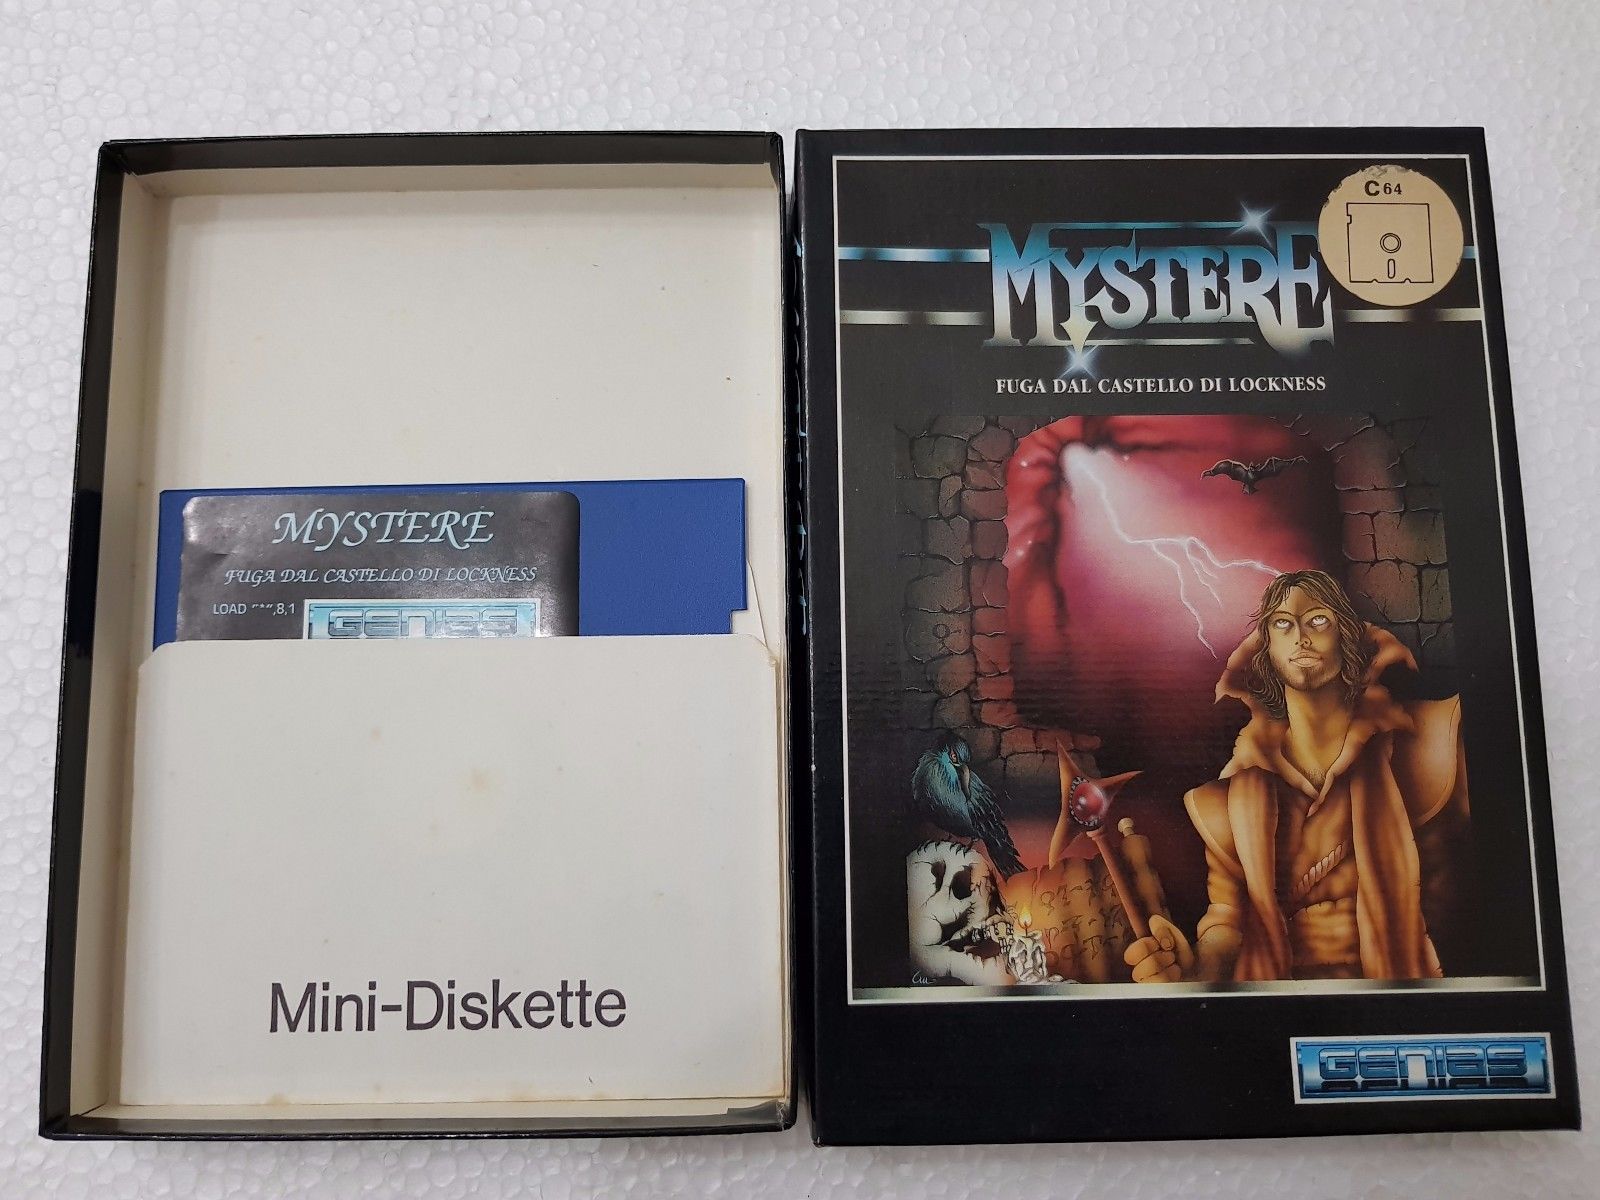 MYSTERE
FUGA DAL CASTELLO DI LOCKNESS
LOAD "*",8,1
GENIAS
Mini-Diskette
C64
MYSTERE
FUGA DAL CASTELLO DI LOCKNESS
GENIAS